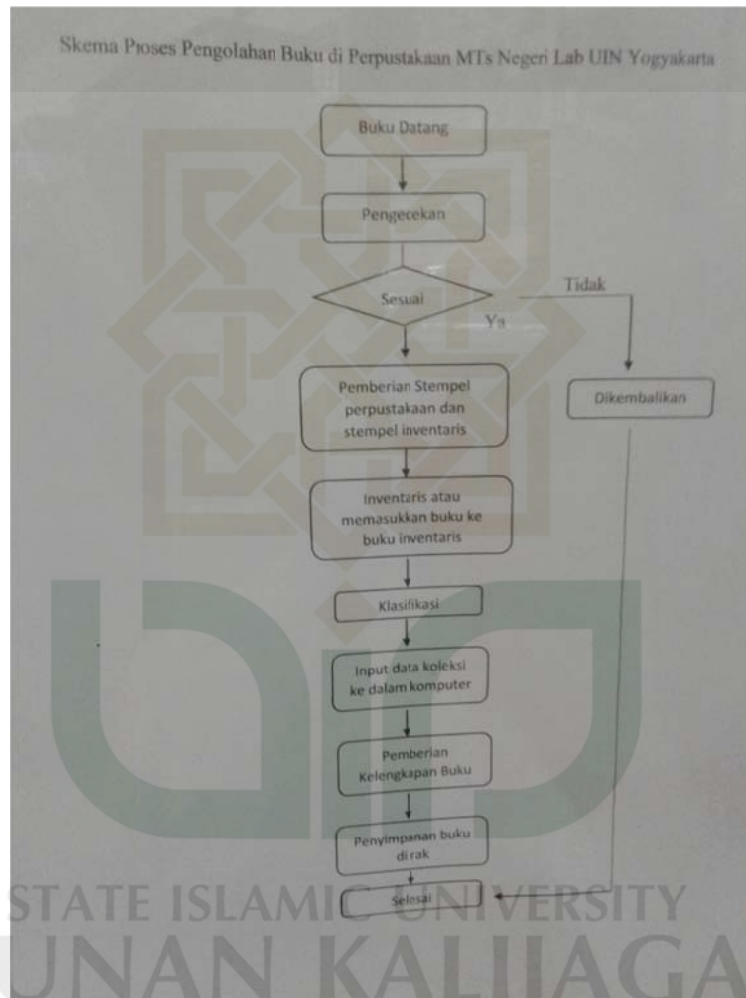 Skema Proses Pengolahan Buku di Perpustakaan MTs Negeri Lab UIN Yogyakarta
Buku Datang
Pengecekan
Sesuai
Tidak
Ya
Pemberian Stempel
perpustakaan dan
stempel inventaris
Dikembalikan
Inventaris atau
memasukkan buku ke
buku inventaris
Klasifikasi
Input data koleksi
ke dalam komputer
Pemberian
Kelengkapan Buku
Penyimpanan buku
di rak
Selesai
STATE ISLAMIC UNIVERSITY
UNAN KALIJAGA